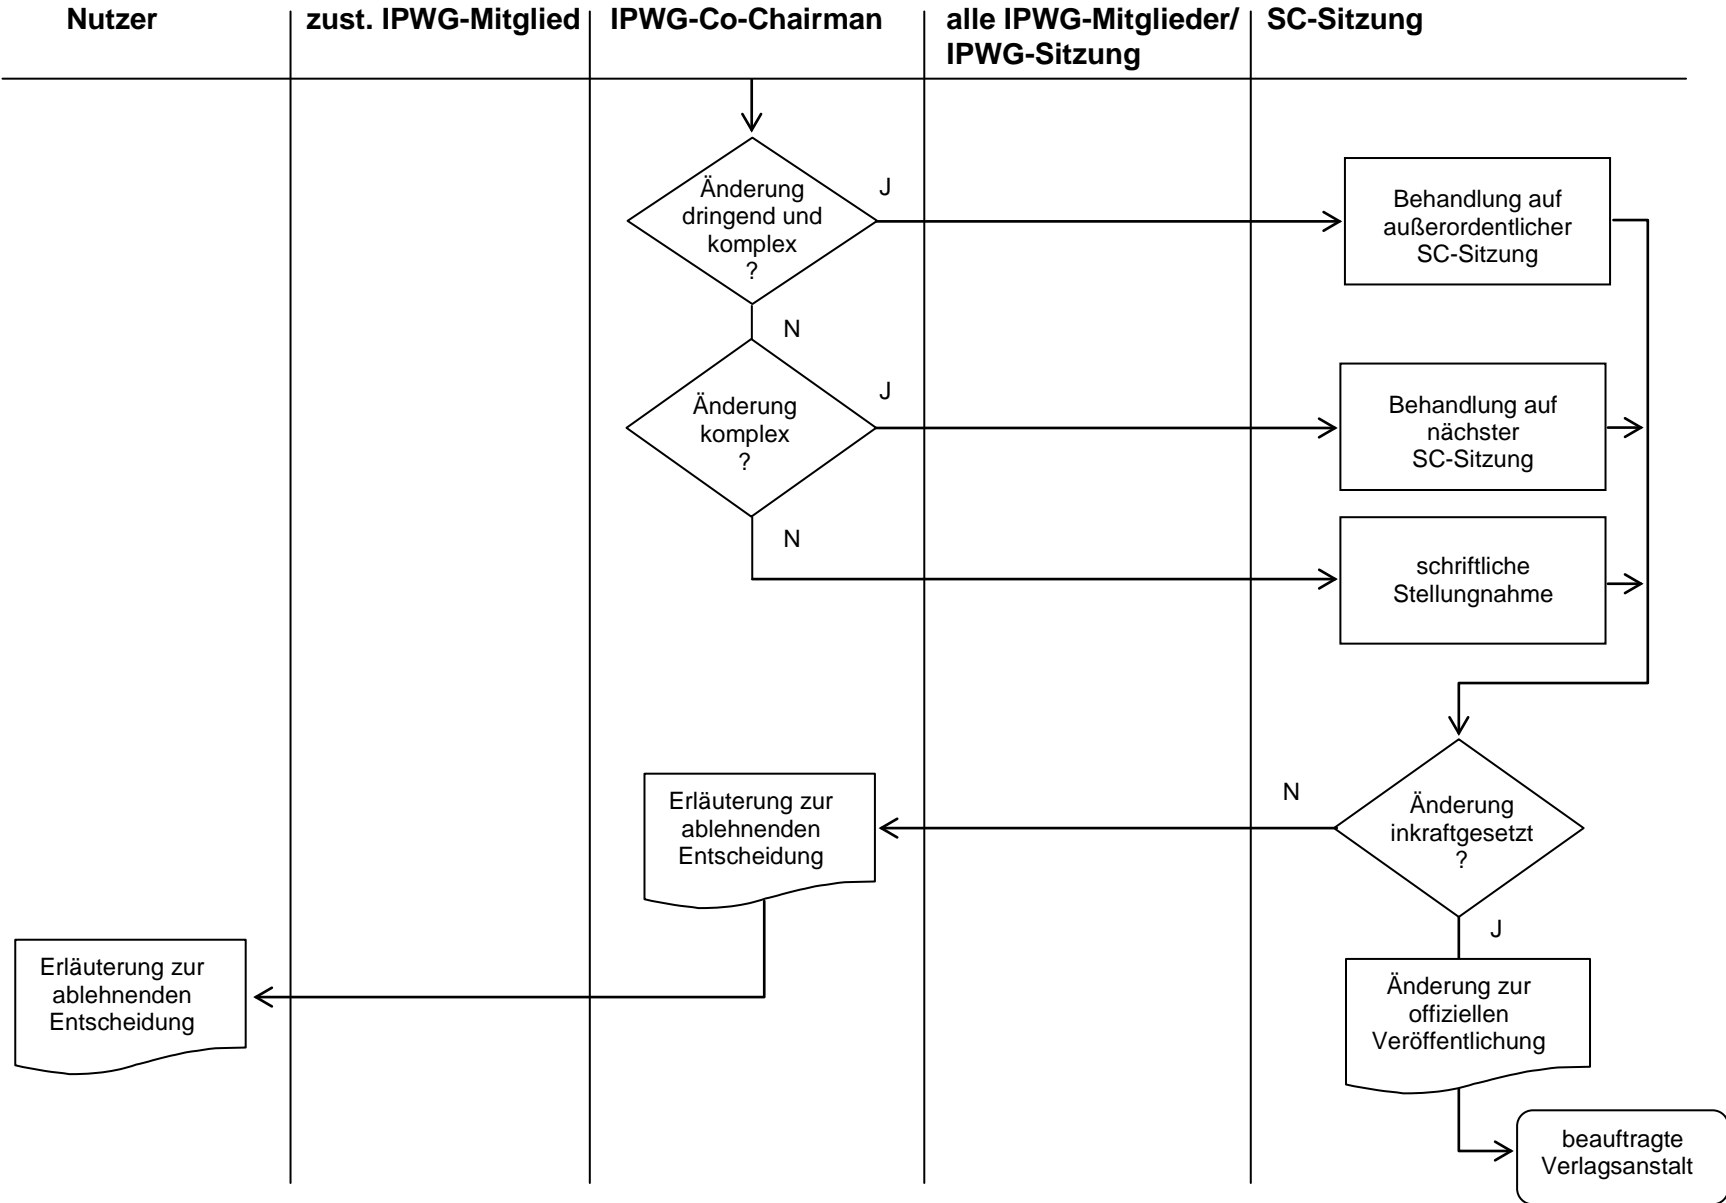 Nutzer
zust. IPWG-Mitglied
IPWG-Co-Chairman
alle IPWG-Mitglieder/
IPWG-Sitzung
SC-Sitzung
Änderung
dringend und
komplex
?
J
Behandlung auf
außerordentlicher
SC-Sitzung
N
Änderung
komplex
?
J
Behandlung auf
nächster
SC-Sitzung
N
schriftliche
Stellungnahme
Änderung
inkraftgesetzt
?
N
Erläuterung zur
ablehnenden
Entscheidung
J
Erläuterung zur
ablehnenden
Entscheidung
Änderung zur
offiziellen
Veröffentlichung
beauftragte
Verlagsanstalt